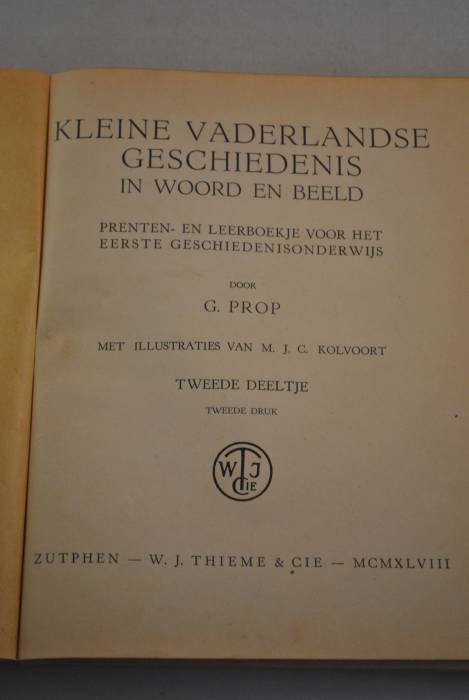 KLEINE VADERLANDSE
GESCHIEDENIS
IN WOORD EN BEELD
PRENTEN- EN LEERBOEKJE VOOR HET
EERSTE GESCHIEDENISONDERWIJS
DOOR
G. PROP
MET ILLUSTRATIES VAN M. J. C. KOLVOORT
TWEEDE DEELTJE
TWEEDE DRUK
W T J
CIE
ZUTPHEN — W. J. THIEME & CIE — MCMXLVIII